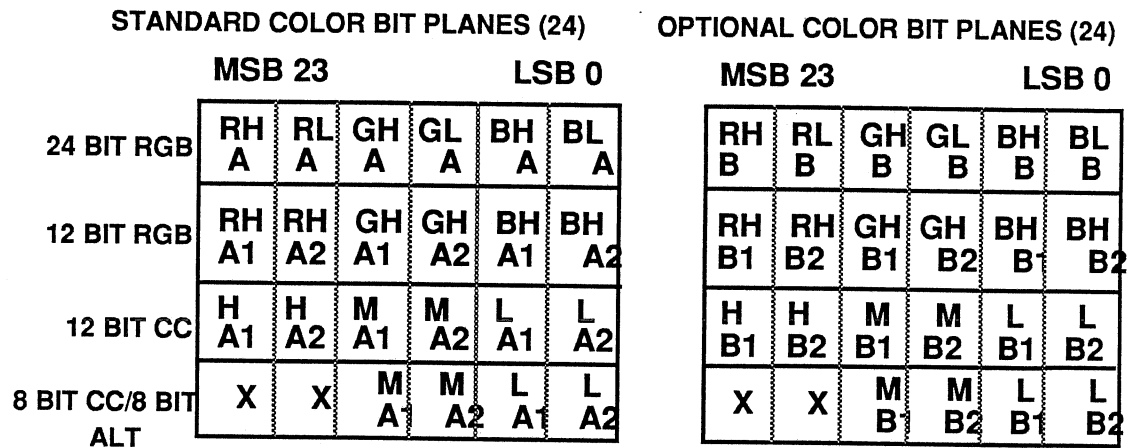 STANDARD COLOR BIT PLANES (24) OPTIONAL COLOR BIT PLANES (24)
MSB 23 LSB 0 MSB 23 LSB 0
24 BIT RGB RH RL GH GL BH BL RH RL GH GL BH BL
A A A A A A B B B B B B
12 BIT RGB RH RH GH GH BH BH RH RH GH GH BH BH
A1 A2 A1 A2 A1 A2 B1 B2 B1 B2 B1 B2
12 BIT CC H H M M L L H H M M L L
A1 A2 A1 A2 A1 A2 B1 B2 B1 B2 B1 B2
8 BIT CC/8 BIT X X M M L L X X M M L L
ALT A1 A2 A1 A2 B1 B2 B1 B2